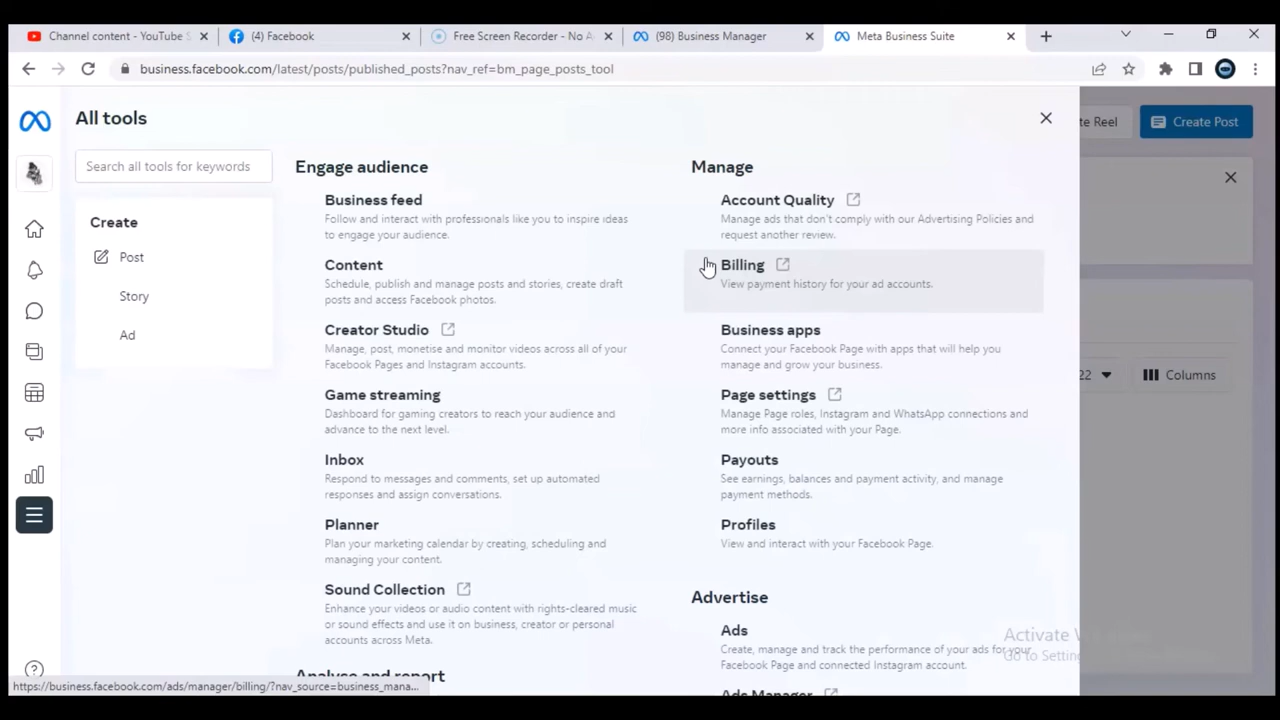 Channel content - YouTube S
(4) Facebook
Free Screen Recorder - No A
(98) Business Manager
Meta Business Suite
business.facebook.com/latest/posts/published_posts?nav_ref=bm_page_posts_tool
All tools
te Reel
Create Post
Search all tools for keywords
Create
Post
Story
Ad
Engage audience
Business feed
Follow and interact with professionals like you to inspire ideas
to engage your audience.
Content
Schedule, publish and manage posts and stories, create draft
posts and access Facebook photos.
Creator Studio
Manage, post, monetise and monitor videos across all of your
Facebook Pages and Instagram accounts.
Game streaming
Dashboard for gaming creators to reach your audience and
advance to the next level.
Inbox
Respond to messages and comments, set up automated
responses and assign conversations.
Planner
Plan your marketing calendar by creating, scheduling and
managing your content.
Sound Collection
Enhance your videos or audio content with rights-cleared music
or sound effects and use it on business, creator or personal
accounts across Meta.
Analyse and report
Manage
Account Quality
Manage ads that don't comply with our Advertising Policies and
request another review.
Billing
View payment history for your ad accounts.
Business apps
Connect your Facebook Page with apps that will help you
manage and grow your business.
Page settings
Manage Page roles, Instagram and WhatsApp connections and
more info associated with your Page.
Payouts
See earnings, balances and payment activity, and manage
payment methods.
Profiles
View and interact with your Facebook Page.
Advertise
Ads
Create, manage and track the performance of your ads for your
Facebook Page and connected Instagram account.
Ads Manager
22
Columns
Activate
Go to Setting
https://business.facebook.com/ads/manager/billing/?nav_source=business_mana...